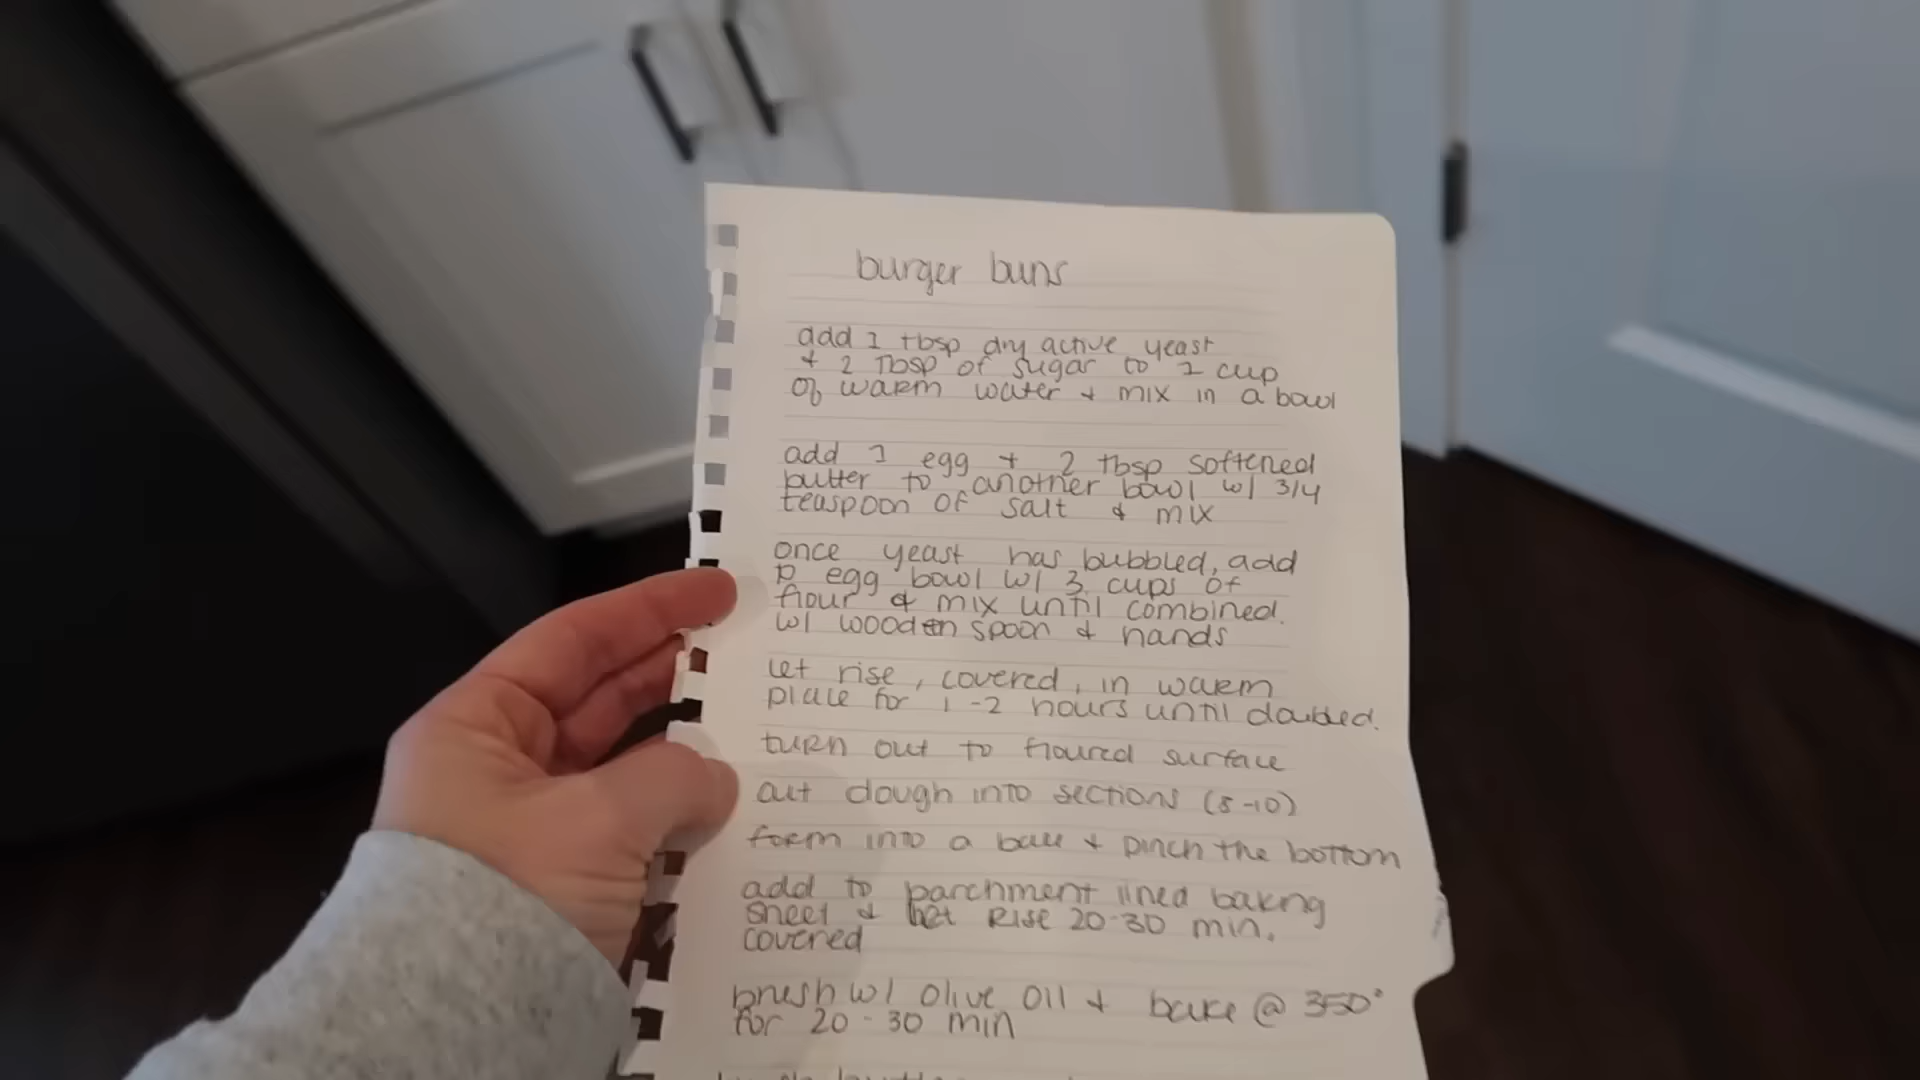 burger buns
add 1 tbsp dry active yeast
+ 2 Tbsp of sugar to 1 cup
of warm water + mix in a bowl
add 1 egg + 2 tbsp softened
butter to another bowl w/ 3/4
teaspoon of salt & mix
once yeast has bubbled, add
to egg bowl w/ 3 cups of
flour & mix until combined.
w/ wooden spoon & hands
let rise, covered, in warm
place for 1-2 hours until doubled.
turn out to floured surface
cut dough into sections (8-10)
form into a ball + pinch the bottom
add to parchment lined baking
sheet & let rise 20-30 min.
covered
brush w/ olive oil + bake @ 350°
for 20-30 min